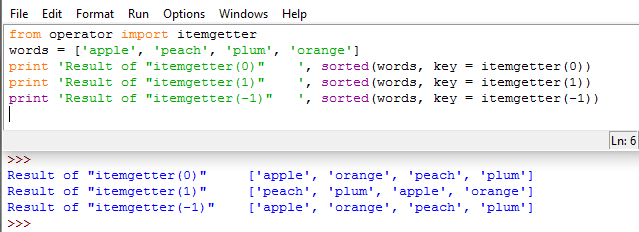 File Edit Format Run Options Windows Help
from operator import itemgetter
words = ['apple', 'peach', 'plum', 'orange']
print 'Result of "itemgetter(0)"    ', sorted(words, key = itemgetter(0))
print 'Result of "itemgetter(1)"    ', sorted(words, key = itemgetter(1))
print 'Result of "itemgetter(-1)"   ', sorted(words, key = itemgetter(-1))
Ln: 6
>>>
Result of "itemgetter(0)"     ['apple', 'orange', 'peach', 'plum']
Result of "itemgetter(1)"     ['peach', 'plum', 'apple', 'orange']
Result of "itemgetter(-1)"    ['apple', 'orange', 'peach', 'plum']
>>>